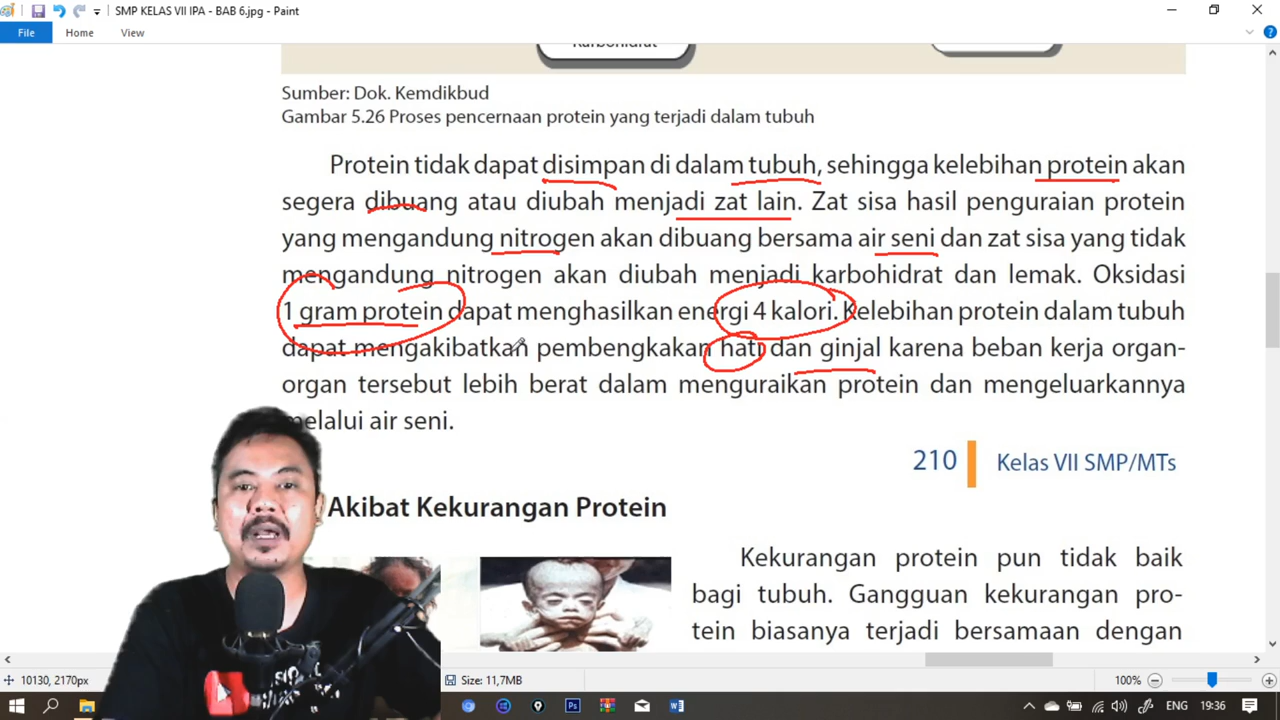 SMP KELAS VII IPA - BAB 6.jpg - Paint
File Home View
Karbohidrat
Sumber: Dok. Kemdikbud
Gambar 5.26 Proses pencernaan protein yang terjadi dalam tubuh
Protein tidak dapat disimpan di dalam tubuh, sehingga kelebihan protein akan
segera dibuang atau diubah menjadi zat lain. Zat sisa hasil penguraian protein
yang mengandung nitrogen akan dibuang bersama air seni dan zat sisa yang tidak
mengandung nitrogen akan diubah menjadi karbohidrat dan lemak. Oksidasi
1 gram protein dapat menghasilkan energi 4 kalori. Kelebihan protein dalam tubuh
dapat mengakibatkan pembengkakan hati dan ginjal karena beban kerja organ-
organ tersebut lebih berat dalam menguraikan protein dan mengeluarkannya
melalui air seni.
210 Kelas VII SMP/MTs
Akibat Kekurangan Protein
Kekurangan protein pun tidak baik
bagi tubuh. Gangguan kekurangan pro-
tein biasanya terjadi bersamaan dengan
10130, 2170px
Size: 11,7MB
100%
ENG 19:36